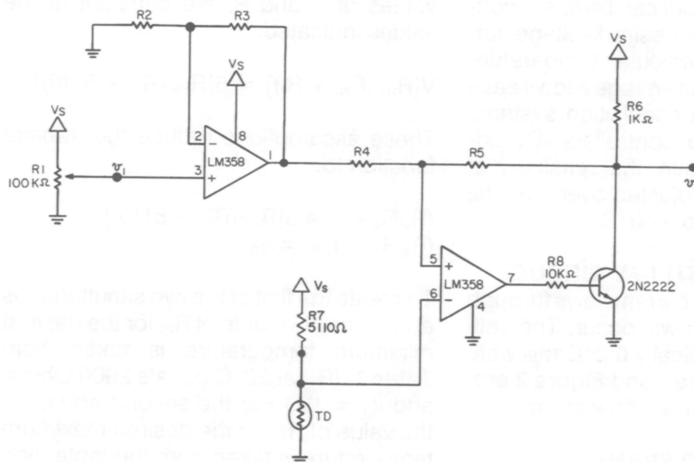 R2
R3
VS
VS
VS
R6
1KΩ
R1
100KΩ
v1
2
−
8
LM358
1
3
+
R4
R5
v
5
+
LM358
7
6
−
4
R8
10KΩ
2N2222
VS
R7
5110Ω
TD